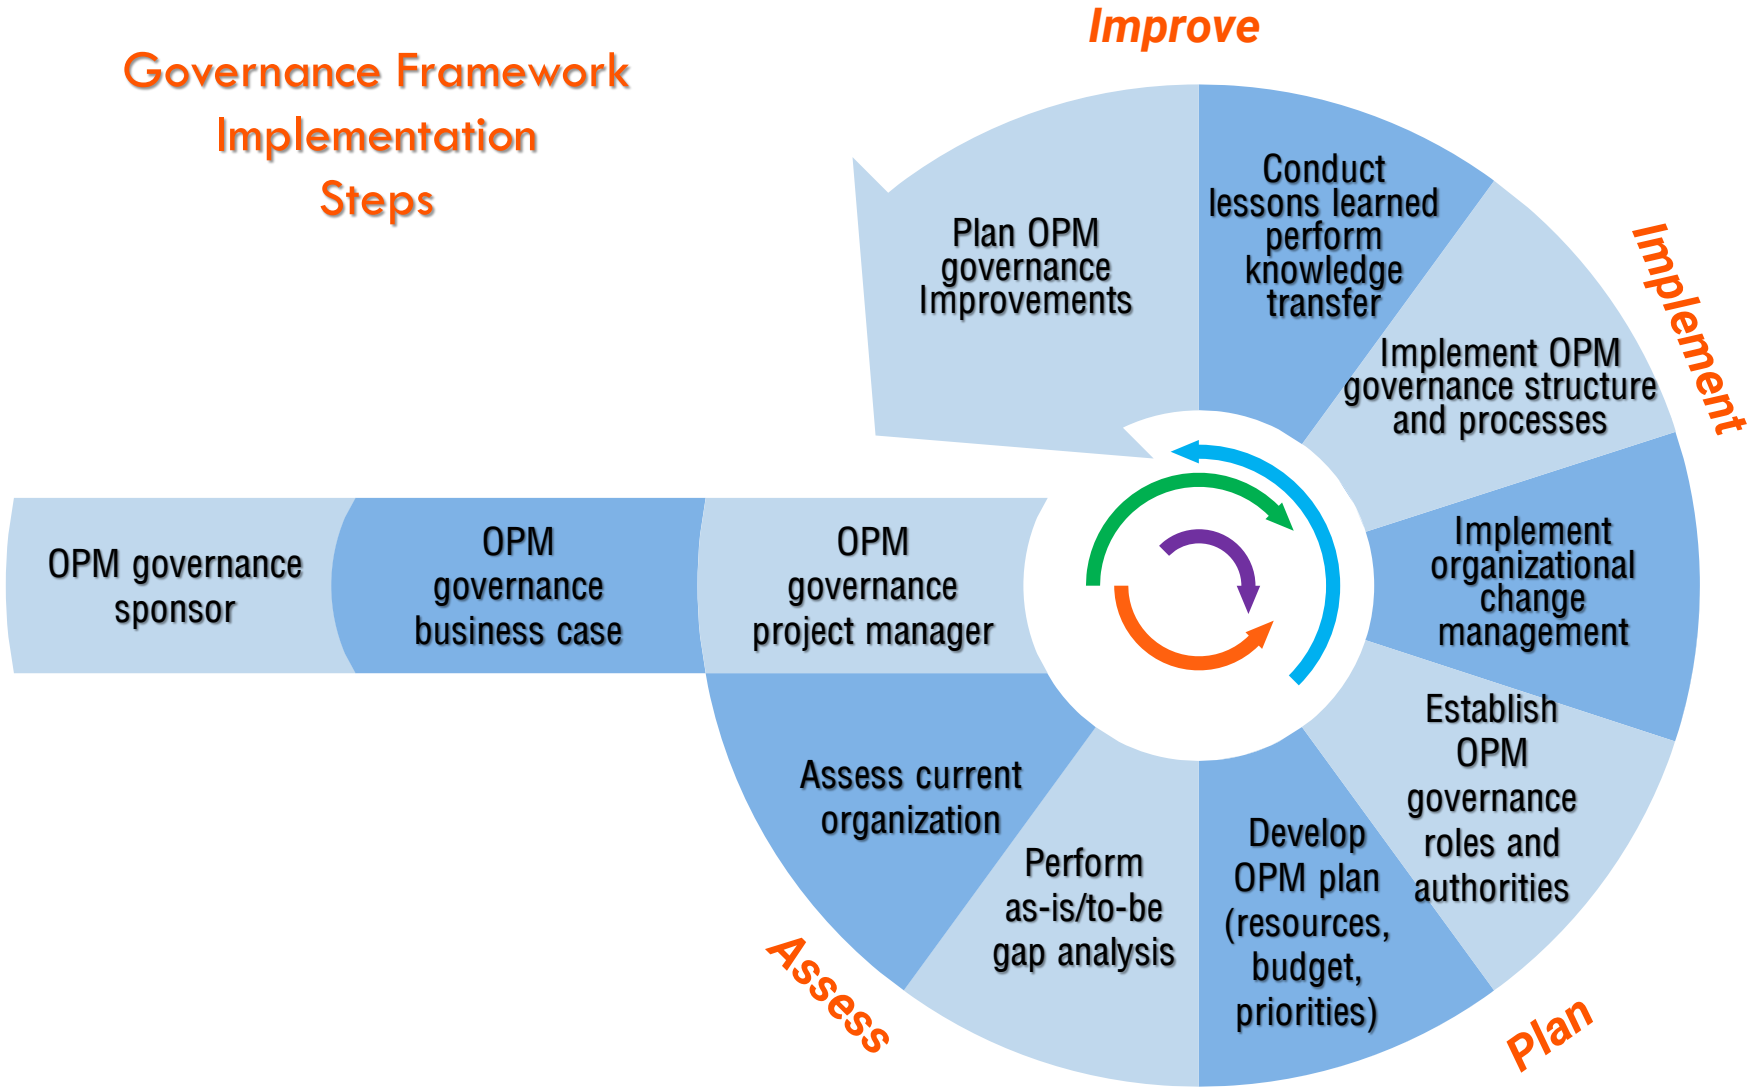 Governance Framework
Implementation
Steps
OPM governance
sponsor
OPM
governance
business case
OPM
governance
project manager
Assess current
organization
Perform
as-is/to-be
gap analysis
Assess
Develop
OPM plan
(resources,
budget,
priorities)
Establish
OPM
governance
roles and
authorities
Plan
Implement
organizational
change
management
Implement OPM
governance structure
and processes
Implement
Conduct
lessons learned
perform
knowledge
transfer
Plan OPM
governance
Improvements
Improve